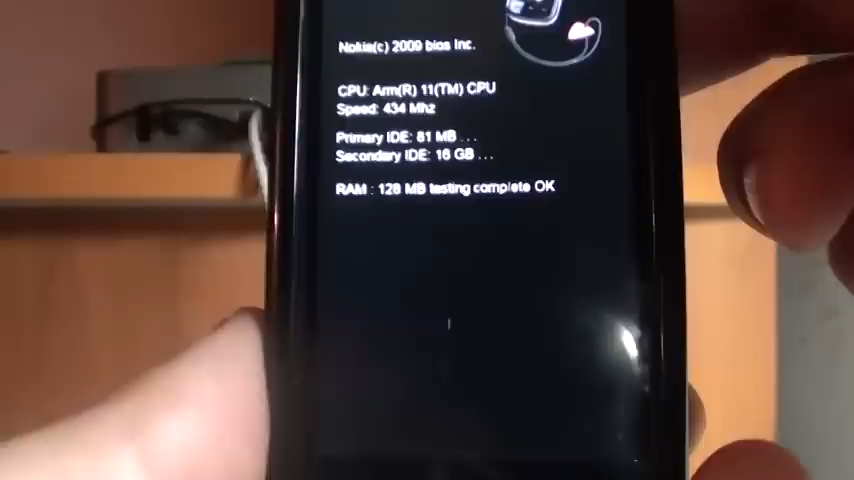 Nokia(c) 2009 bios Inc.
CPU: Arm(R) 11(TM) CPU
Speed: 434 Mhz
Primary IDE: 81 MB ...
Secondary IDE: 16 GB ...
RAM : 128 MB testing complete OK